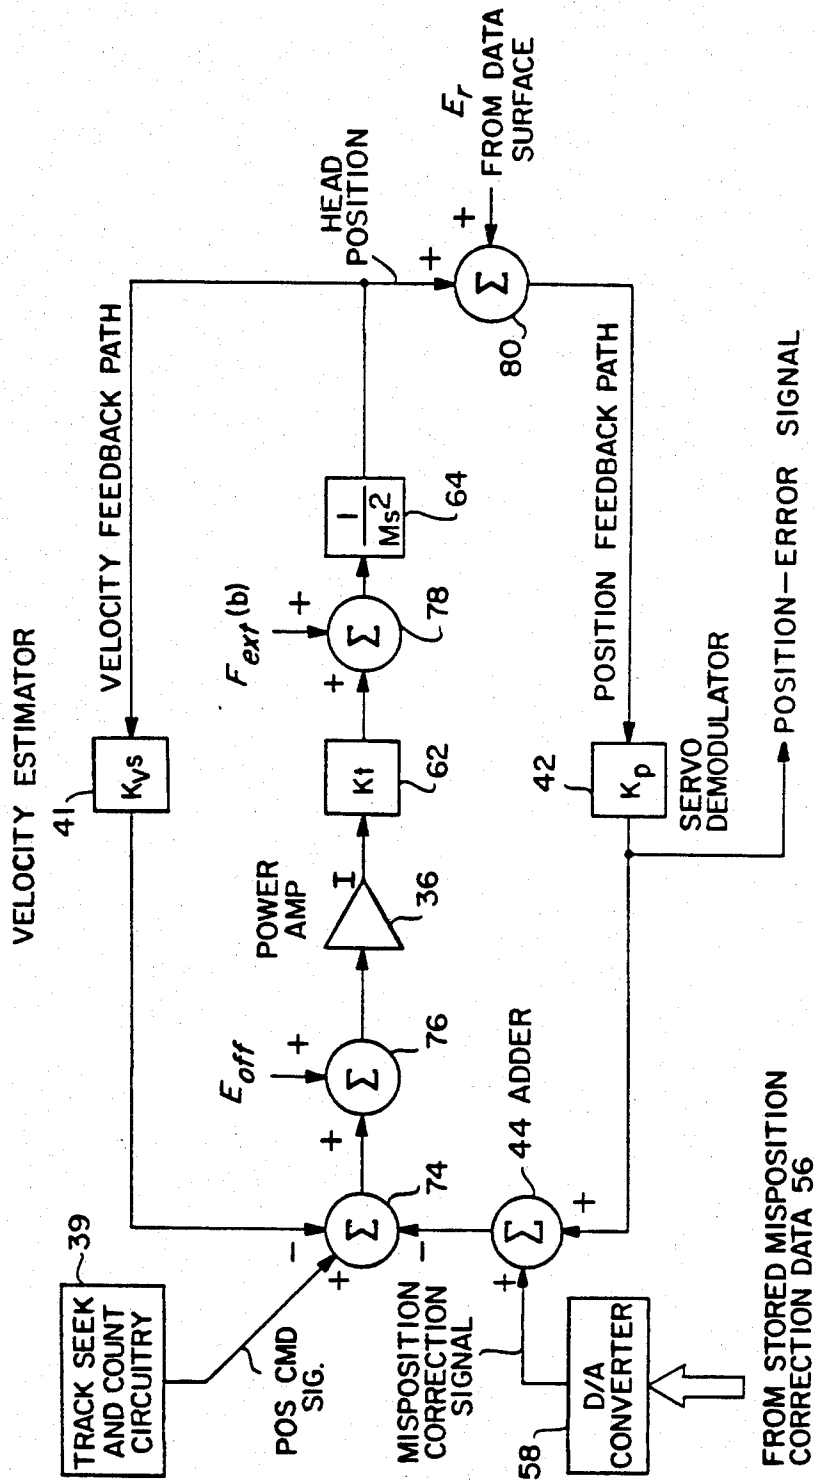 VELOCITY ESTIMATOR
41
K_V s
VELOCITY FEEDBACK PATH
39
TRACK SEEK
AND COUNT
CIRCUITRY
POS CMD
SIG.
−
+
Σ
74
−
+
E_off
+
Σ
76
POWER
AMP
I
36
Kt
62
+
F_ext(b)
+
Σ
78
1
Ms²
64
HEAD
POSITION
+
+
Σ
80
E_r
FROM DATA
SURFACE
MISPOSITION
CORRECTION
SIGNAL
+
Σ
44 ADDER
+
42
K_p
SERVO
DEMODULATOR
POSITION FEEDBACK PATH
58
D/A
CONVERTER
POSITION–ERROR SIGNAL
FROM STORED MISPOSITION
CORRECTION DATA 56